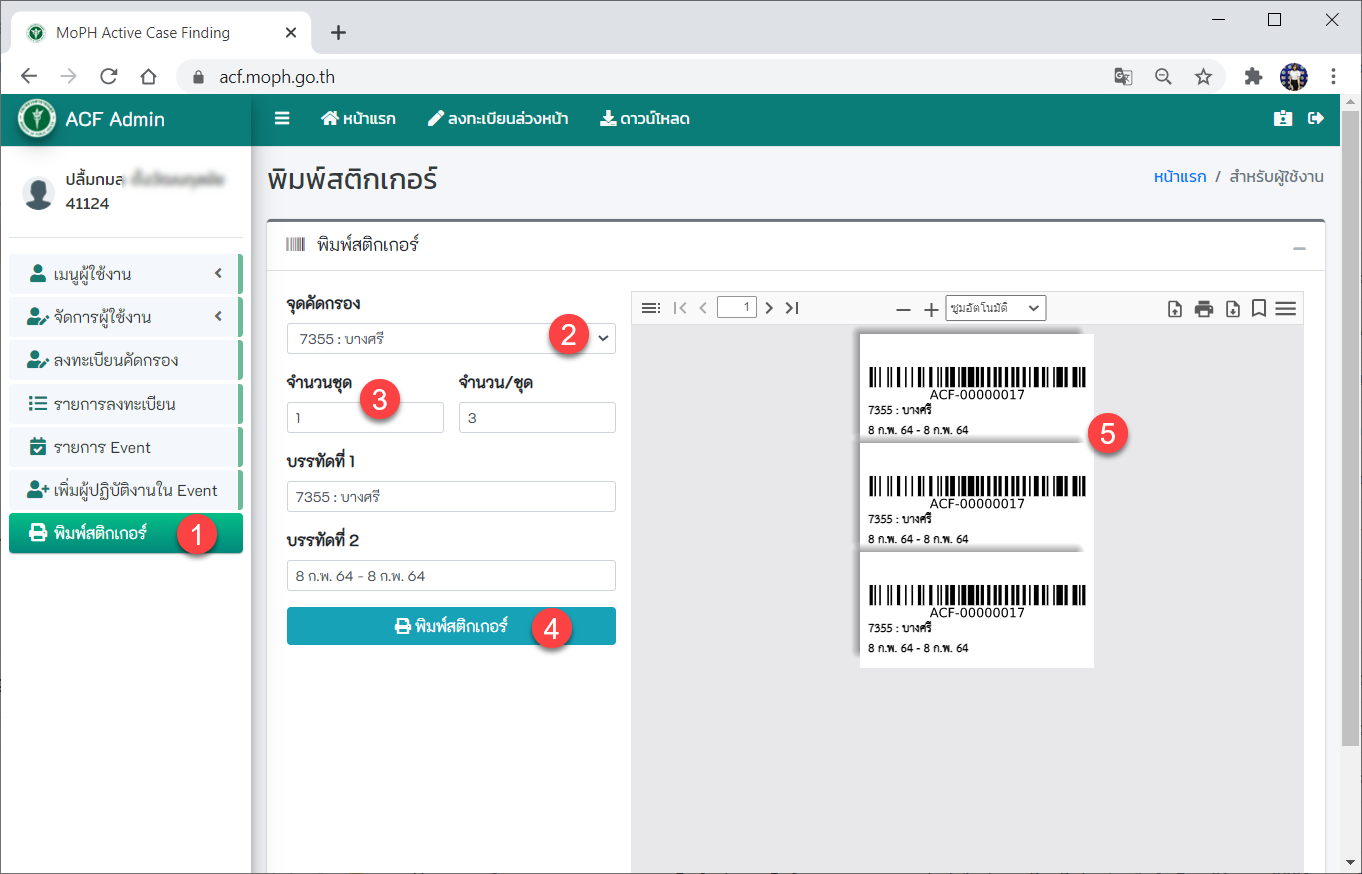 MoPH Active Case Finding
acf.moph.go.th
ACF Admin
หน้าแรก
ลงทะเบียนล่วงหน้า
ดาวน์โหลด
ปลื้มกมล
41124
เมนูผู้ใช้งาน
จัดการผู้ใช้งาน
ลงทะเบียนคัดกรอง
รายการลงทะเบียน
รายการ Event
เพิ่มผู้ปฏิบัติงานใน Event
พิมพ์สติกเกอร์
1
พิมพ์สติกเกอร์
หน้าแรก / สำหรับผู้ใช้งาน
พิมพ์สติกเกอร์
จุดคัดกรอง
7355 : บางศรี
2
จำนวนชุด
3
จำนวน/ชุด
1
3
บรรทัดที่ 1
7355 : บางศรี
บรรทัดที่ 2
8 ก.พ. 64 - 8 ก.พ. 64
พิมพ์สติกเกอร์
4
1
ซูมอัตโนมัติ
ACF-00000017
7355 : บางศรี
8 ก.พ. 64 - 8 ก.พ. 64
5
ACF-00000017
7355 : บางศรี
8 ก.พ. 64 - 8 ก.พ. 64
ACF-00000017
7355 : บางศรี
8 ก.พ. 64 - 8 ก.พ. 64